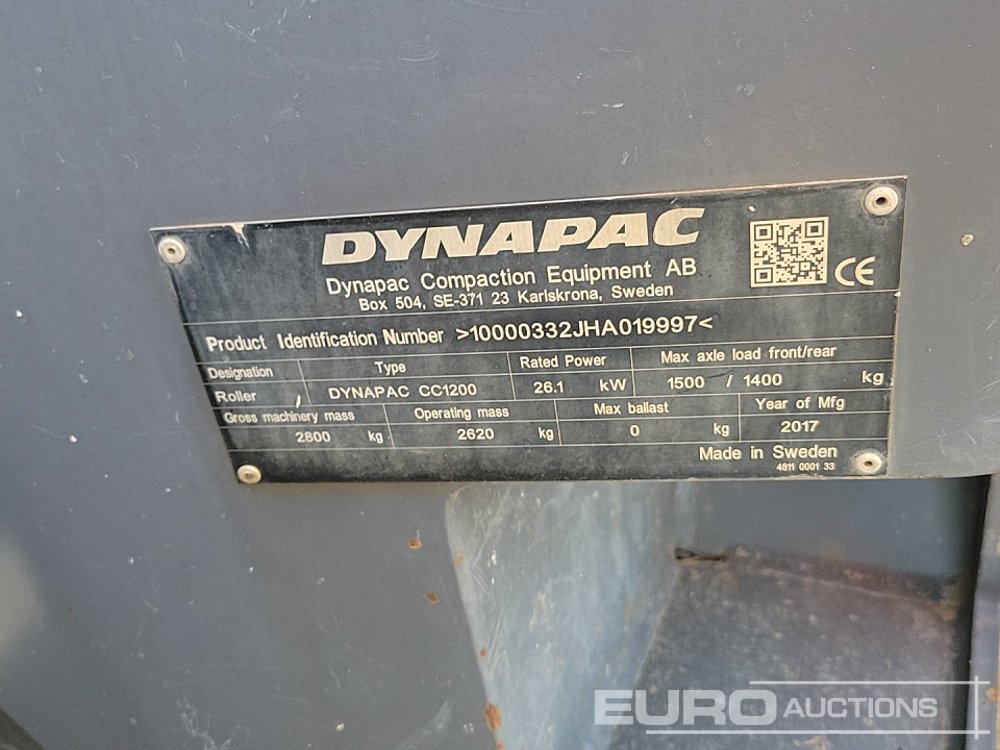 DYNAPAC
Dynapac Compaction Equipment AB
Box 504, SE-371 23 Karlskrona, Sweden
CE
Product Identification Number >10000332JHA019997<
Designation Type Rated Power Max axle load front/rear
Roller DYNAPAC CC1200 26.1 kW 1500 / 1400 kg
Gross machinery mass Operating mass Max ballast Year of Mfg
2800 kg 2620 kg 0 kg 2017
Made in Sweden
4811 0001 33
EURO AUCTIONS